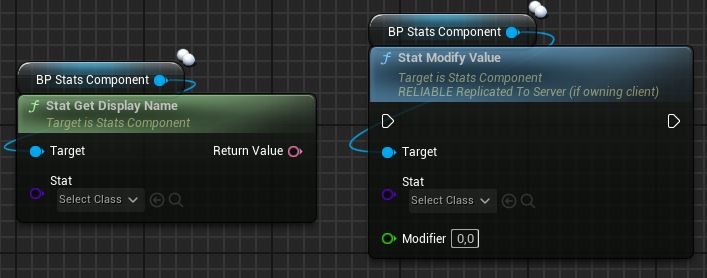 BP Stats Component
Stat Get Display Name
Target is Stats Component
Target
Return Value
Stat
Select Class
BP Stats Component
Stat Modify Value
Target is Stats Component
RELIABLE Replicated To Server (if owning client)
Target
Stat
Select Class
Modifier 0,0